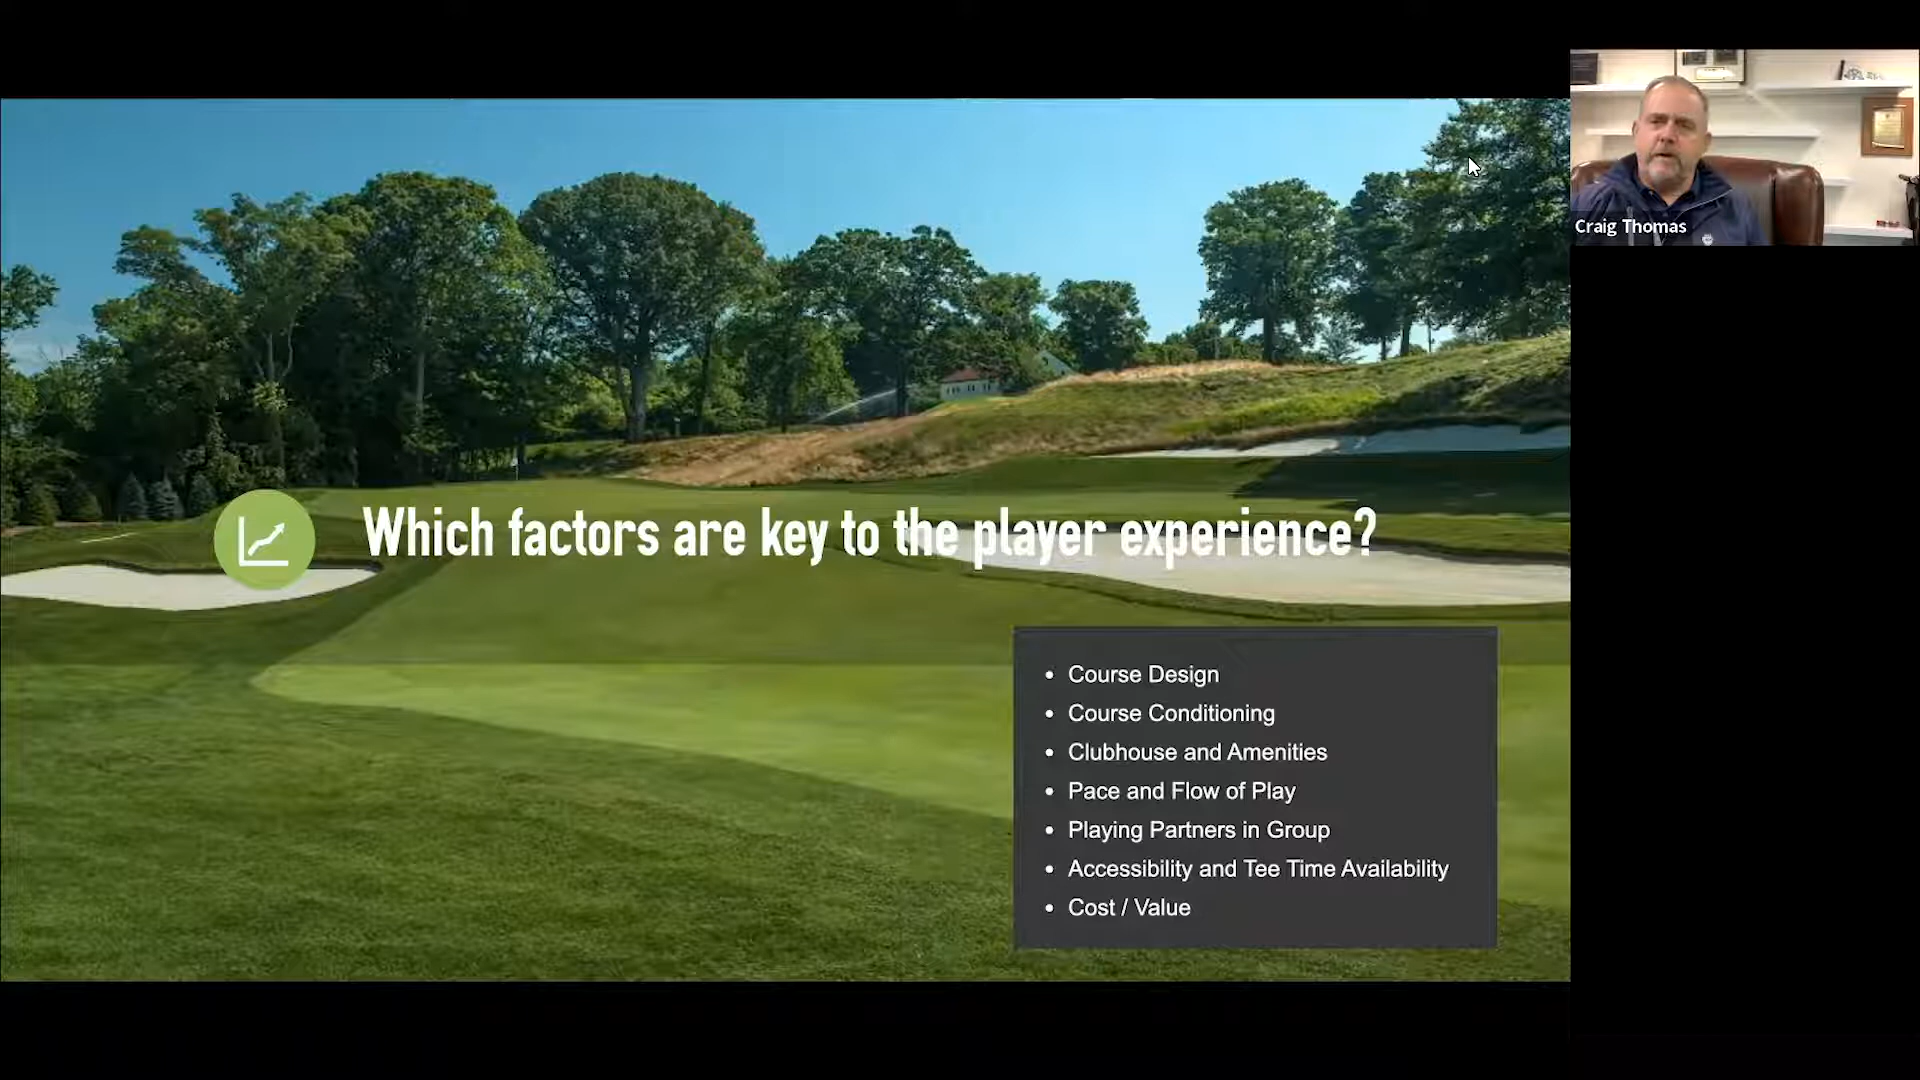 Craig Thomas
Which factors are key to the player experience?
• Course Design
• Course Conditioning
• Clubhouse and Amenities
• Pace and Flow of Play
• Playing Partners in Group
• Accessibility and Tee Time Availability
• Cost / Value